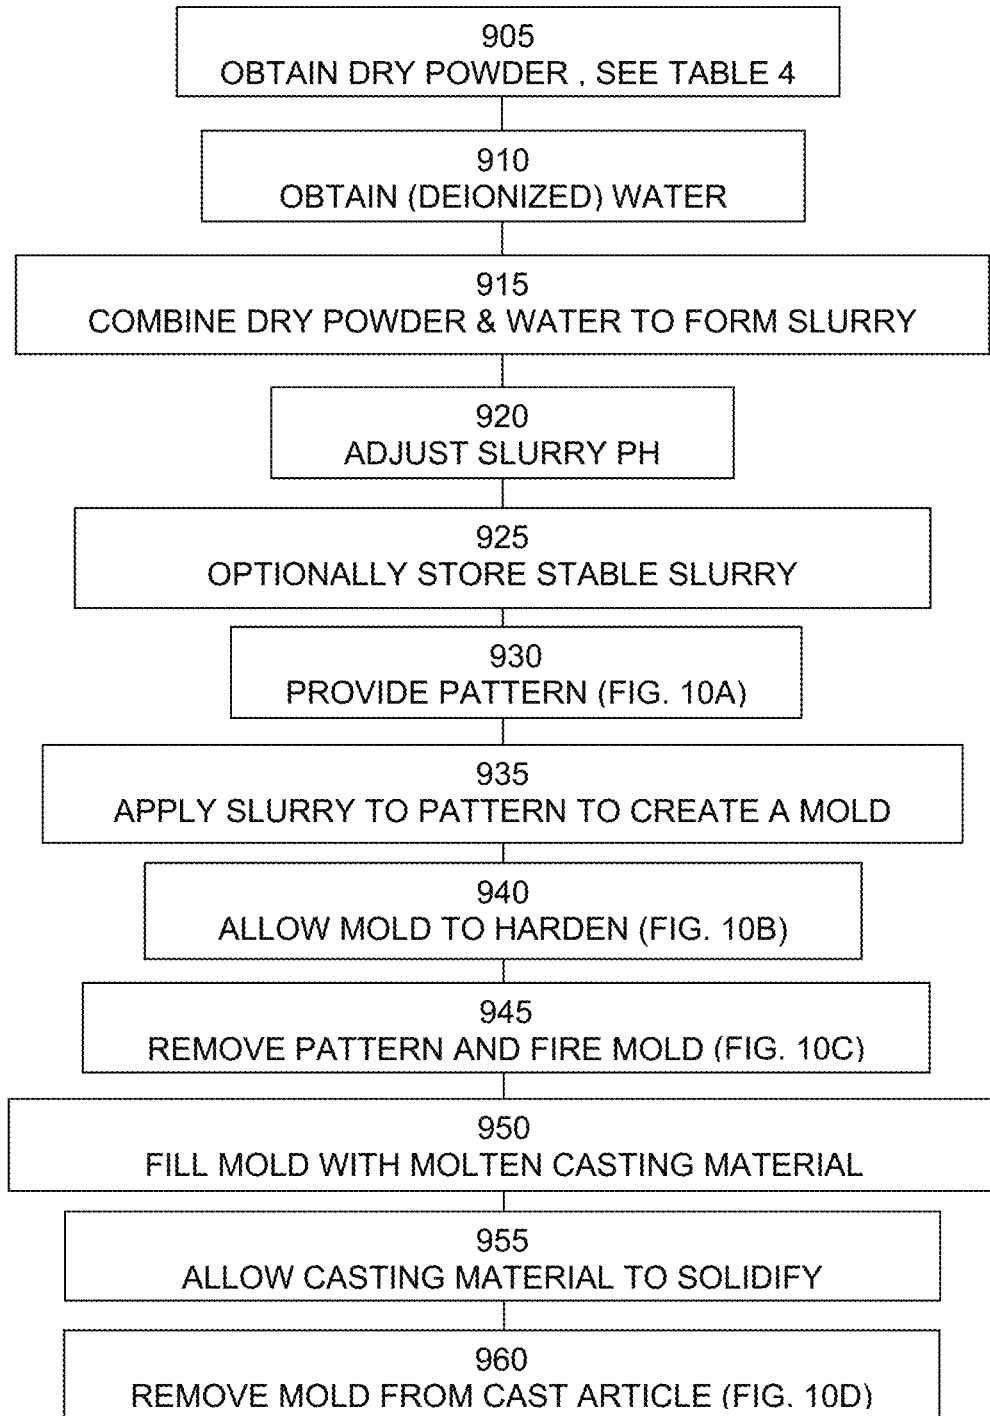 905
OBTAIN DRY POWDER , SEE TABLE 4
910
OBTAIN (DEIONIZED) WATER
915
COMBINE DRY POWDER & WATER TO FORM SLURRY
920
ADJUST SLURRY PH
925
OPTIONALLY STORE STABLE SLURRY
930
PROVIDE PATTERN (FIG. 10A)
935
APPLY SLURRY TO PATTERN TO CREATE A MOLD
940
ALLOW MOLD TO HARDEN (FIG. 10B)
945
REMOVE PATTERN AND FIRE MOLD (FIG. 10C)
950
FILL MOLD WITH MOLTEN CASTING MATERIAL
955
ALLOW CASTING MATERIAL TO SOLIDIFY
960
REMOVE MOLD FROM CAST ARTICLE (FIG. 10D)